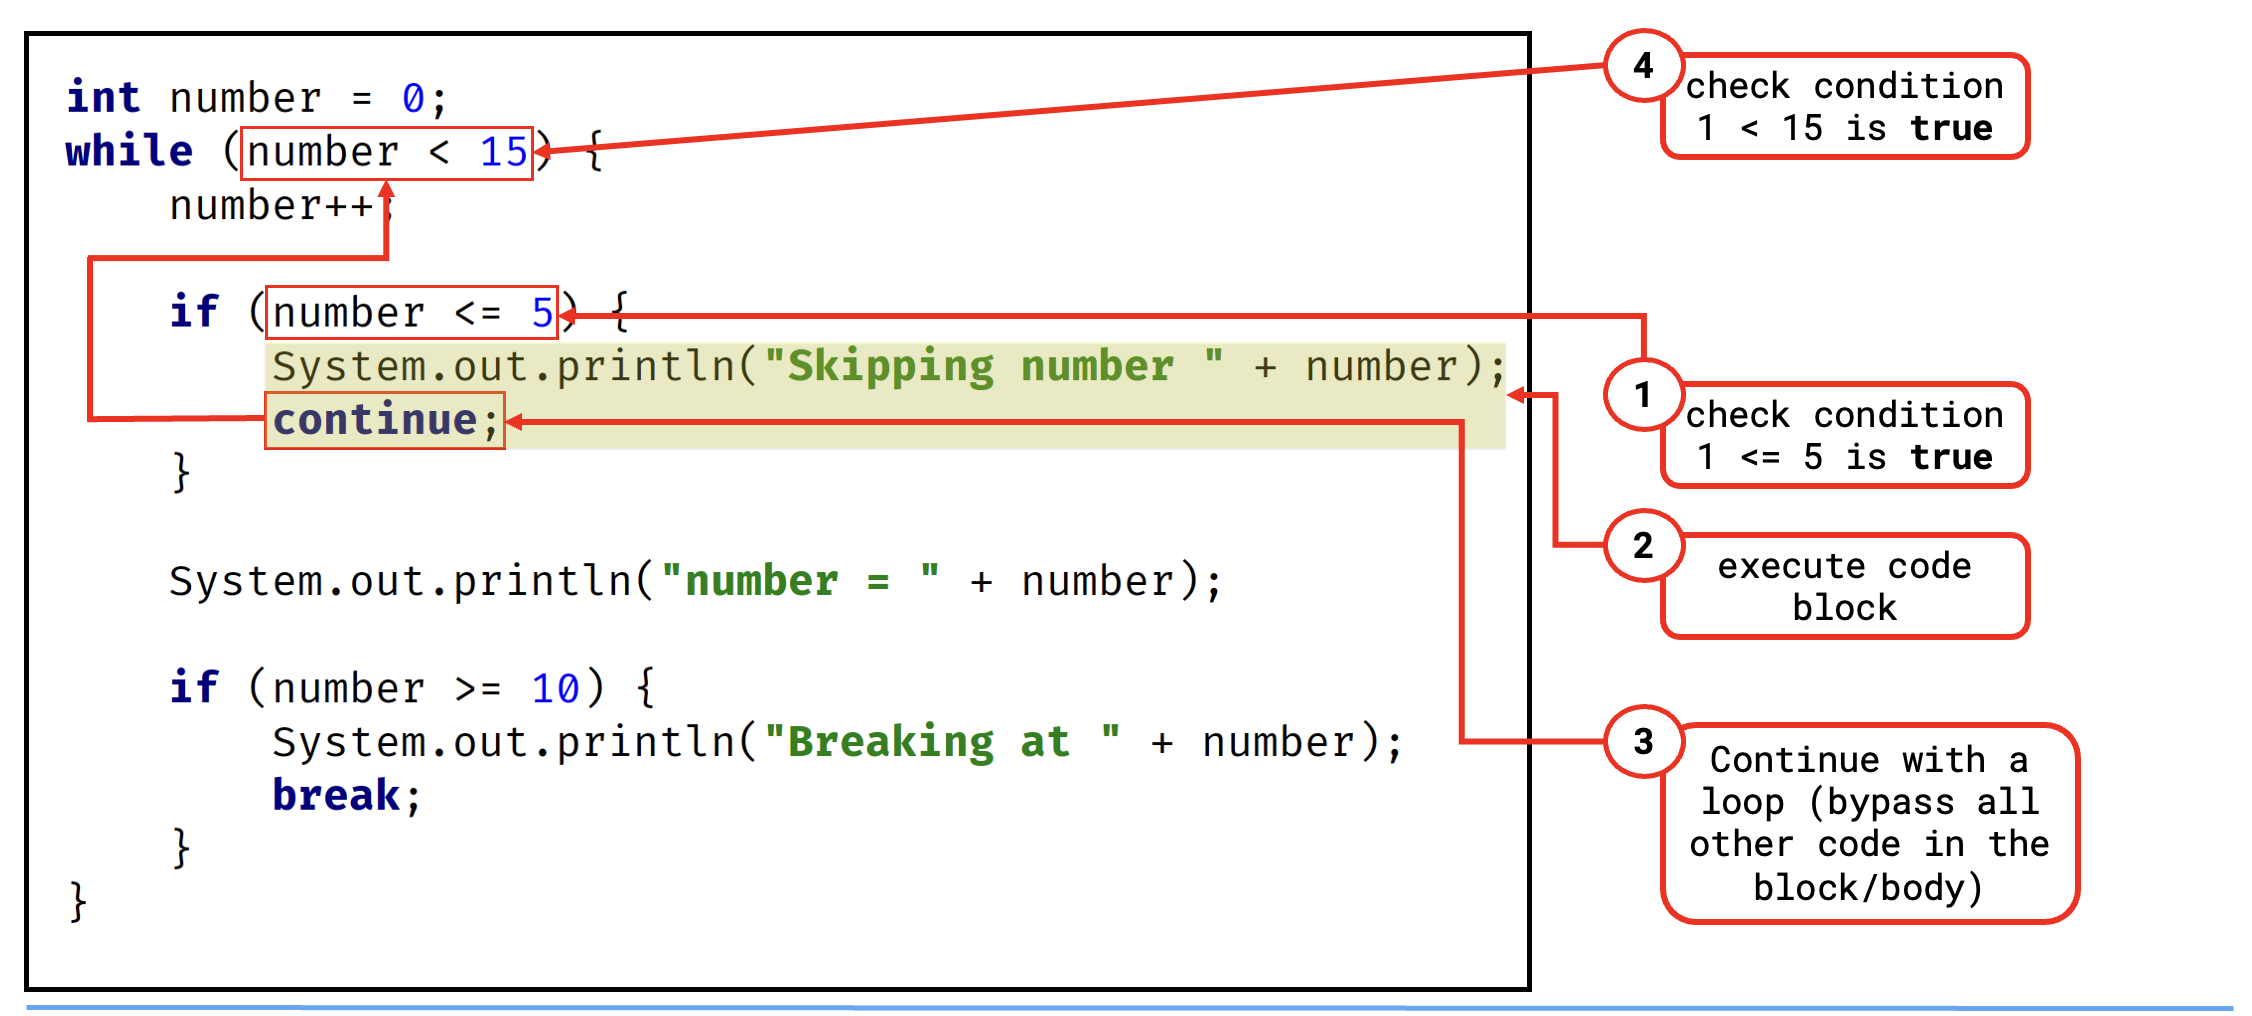 int number = 0;
while (number < 15) {
    number++;
    if (number <= 5) {
        System.out.println("Skipping number " + number);
        continue;
    }
    System.out.println("number = " + number);
    if (number >= 10) {
        System.out.println("Breaking at " + number);
        break;
    }
}
4
check condition
1 < 15 is true
1
check condition
1 <= 5 is true
2
execute code
block
3
Continue with a
loop (bypass all
other code in the
block/body)